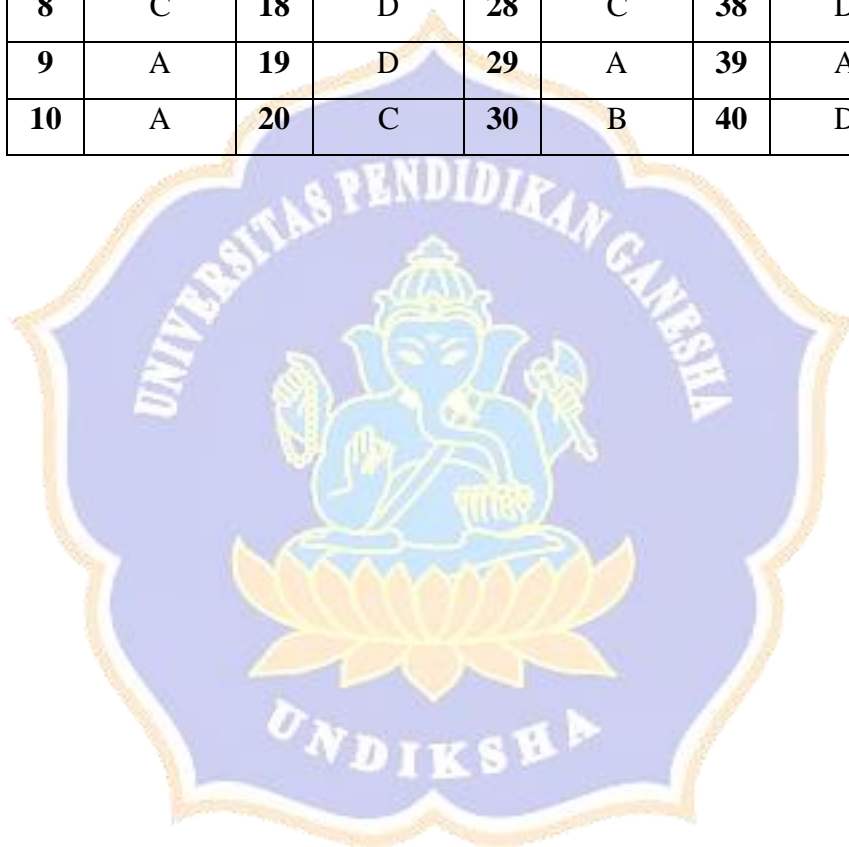 8 C 18 D 28 C 38 D
9 A 19 D 29 A 39 A
10 A 20 C 30 B 40 D
UNIVERSITAS PENDIDIKAN GANESHA
UNDIKSHA